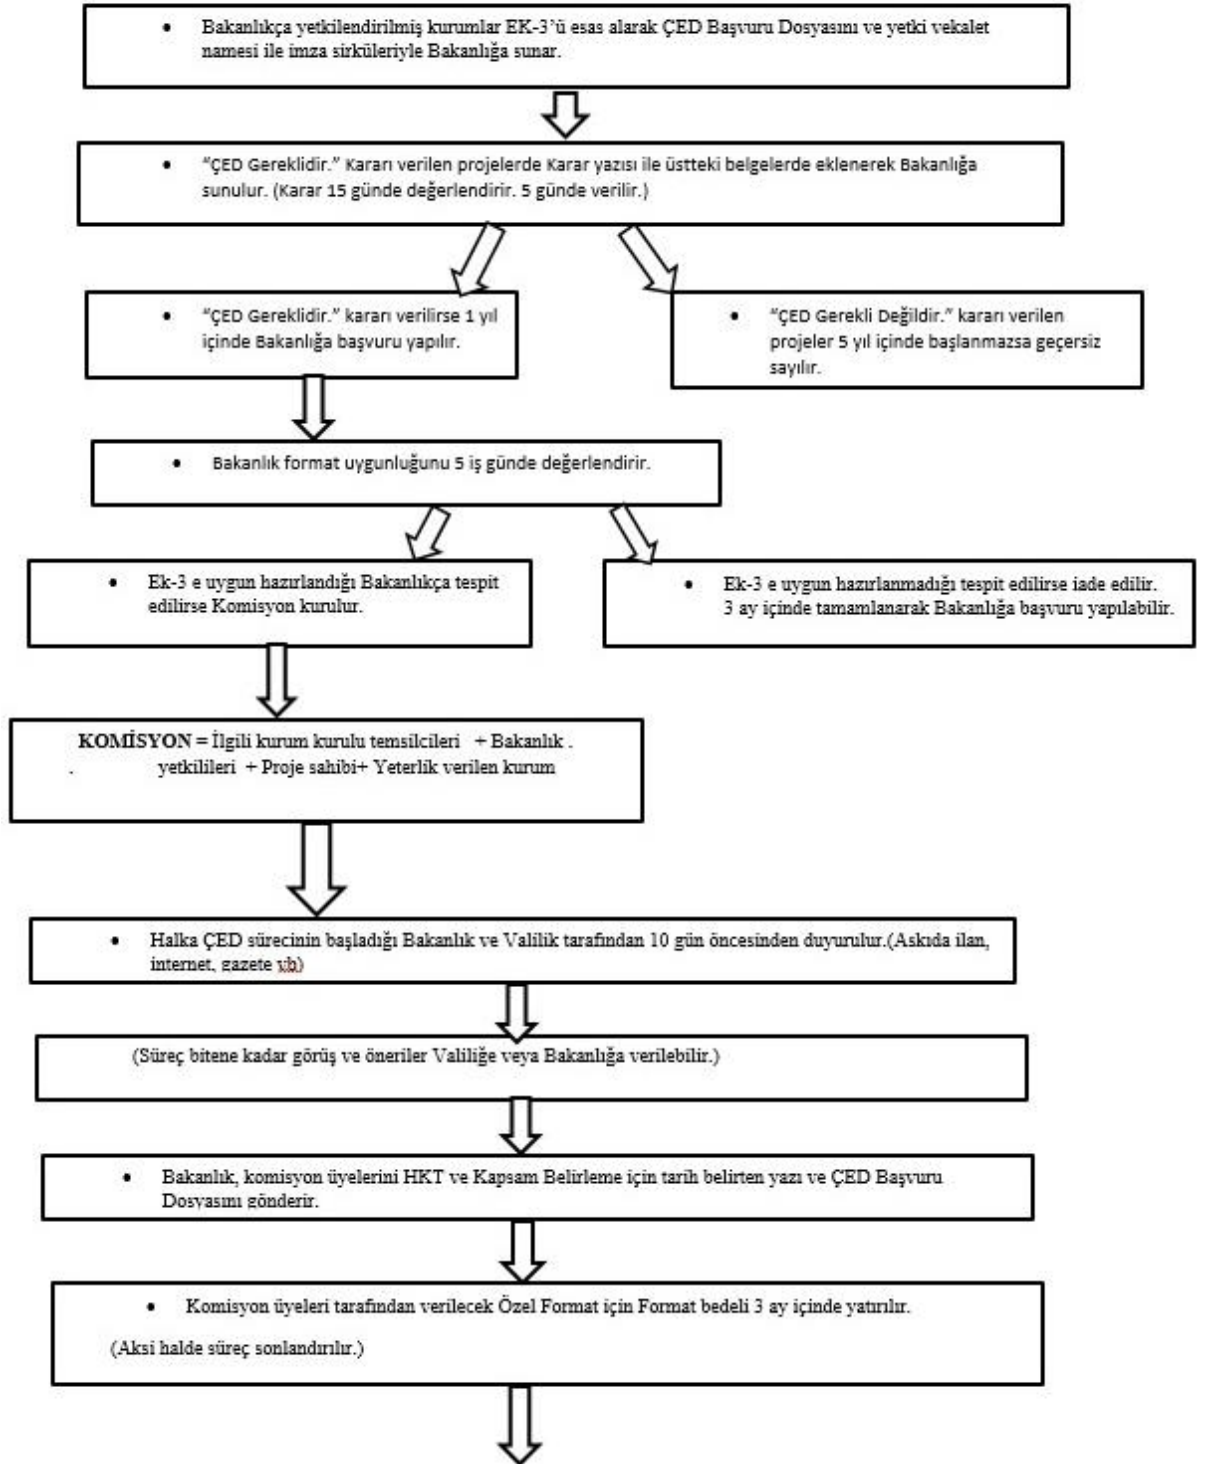 • Bakanlıkça yetkilendirilmiş kurumlar EK-3’ü esas alarak ÇED Başvuru Dosyasını ve yetki vekalet
namesi ile imza sirküleriyle Bakanlığa sunar.
• “ÇED Gereklidir.” Kararı verilen projelerde Karar yazısı ile üstteki belgelerde eklenerek Bakanlığa
sunulur. (Karar 15 günde değerlendirir. 5 günde verilir.)
• “ÇED Gereklidir.” kararı verilirse 1 yıl
içinde Bakanlığa başvuru yapılır.
• “ÇED Gerekli Değildir.” kararı verilen
projeler 5 yıl içinde başlanmazsa geçersiz
sayılır.
• Bakanlık format uygunluğunu 5 iş günde değerlendirir.
• Ek-3 e uygun hazırlandığı Bakanlıkça tespit
edilirse Komisyon kurulur.
• Ek-3 e uygun hazırlanmadığı tespit edilirse iade edilir.
3 ay içinde tamamlanarak Bakanlığa başvuru yapılabilir.
KOMİSYON = İlgili kurum kurulu temsilcileri + Bakanlık .
. yetkilileri + Proje sahibi+ Yeterlik verilen kurum
• Halka ÇED sürecinin başladığı Bakanlık ve Valilik tarafından 10 gün öncesinden duyurulur.(Askıda ilan,
internet, gazete vb)
(Süreç bitene kadar görüş ve öneriler Valiliğe veya Bakanlığa verilebilir.)
• Bakanlık, komisyon üyelerini HKT ve Kapsam Belirleme için tarih belirten yazı ve ÇED Başvuru
Dosyasını gönderir.
• Komisyon üyeleri tarafından verilecek Özel Format için Format bedeli 3 ay içinde yatırılır.
(Aksi halde süreç sonlandırılır.)